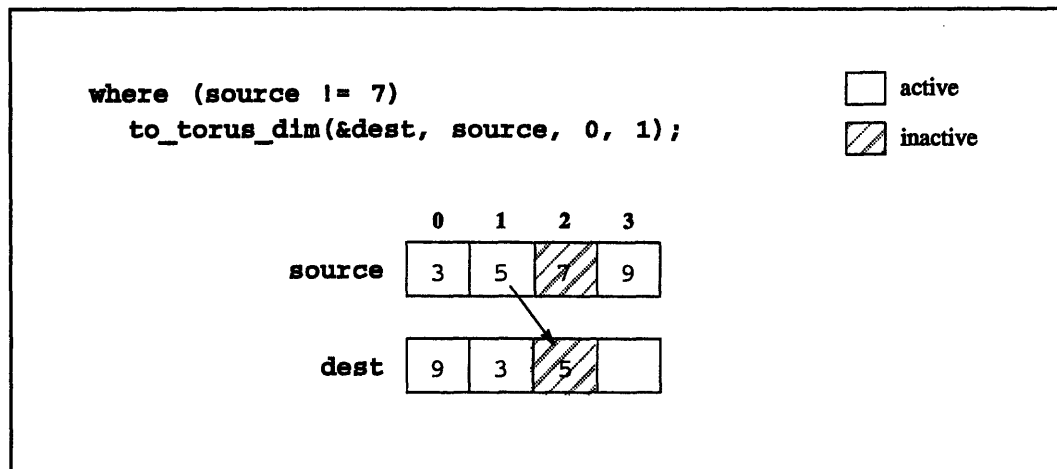 where (source != 7)
to_torus_dim(&dest, source, 0, 1);
active
inactive
0 1 2 3
source 3 5 7 9
dest 9 3 5